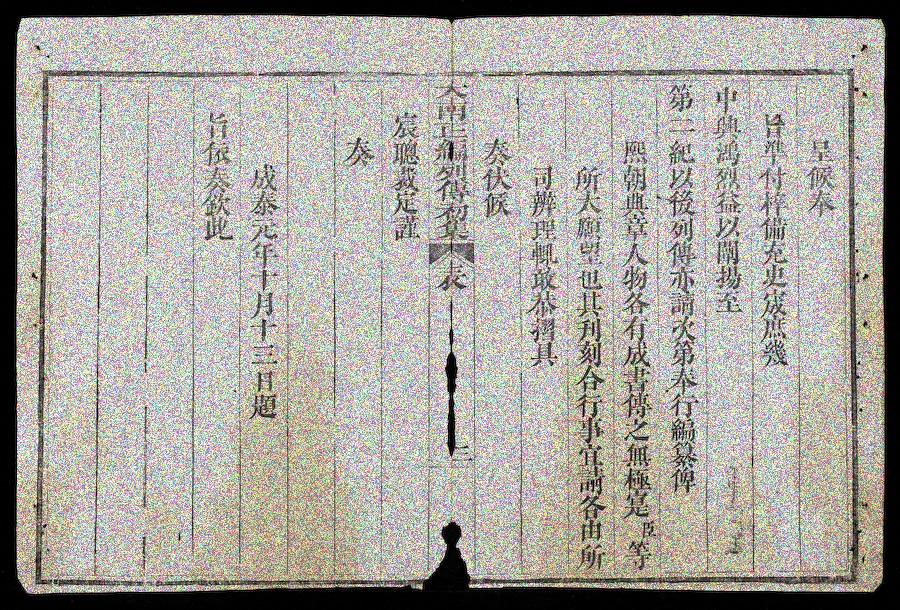 呈候奉
旨準付梓備充史宬庶幾
中興鴻烈益以闡揚至
第二紀以後列傳亦請次第奉行編纂俾
熙朝典章人物各有成書傳之無極寔臣等
所大願望也其刊刻合行事宜請各由所
司辨理輒敢恭摺具
奏伏候
大南正編列傳初集 表 二
宸聰裁定謹
奏
成泰元年十月十三日題
旨依奏欽此